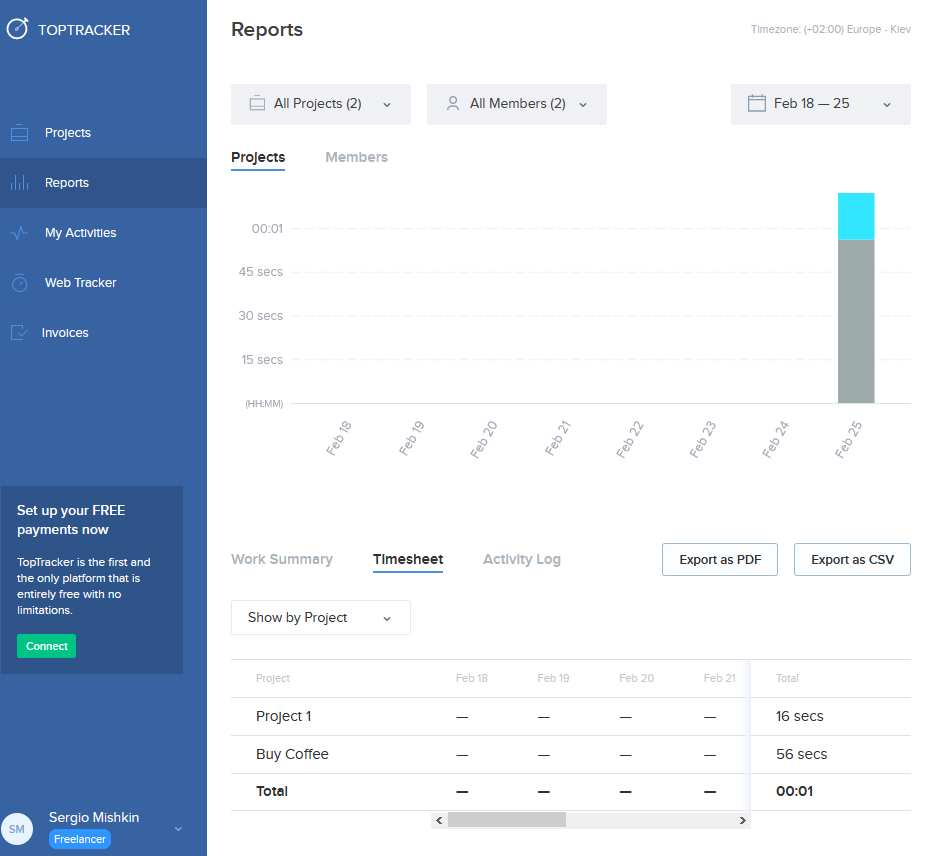 TOPTRACKER
Projects
Reports
My Activities
Web Tracker
Invoices
Set up your FREE
payments now
TopTracker is the first and
the only platform that is
entirely free with no
limitations.
Connect
SM
Sergio Mishkin
Freelancer
Reports
Timezone: (+02:00) Europe - Kiev
All Projects (2)
All Members (2)
Feb 18 — 25
Projects Members
00:01
45 secs
30 secs
15 secs
(HH:MM)
Feb 18 Feb 19 Feb 20 Feb 21 Feb 22 Feb 23 Feb 24 Feb 25
Work Summary Timesheet Activity Log
Export as PDF Export as CSV
Show by Project
Project Feb 18 Feb 19 Feb 20 Feb 21 Total
Project 1 — — — — 16 secs
Buy Coffee — — — — 56 secs
Total — — — — 00:01